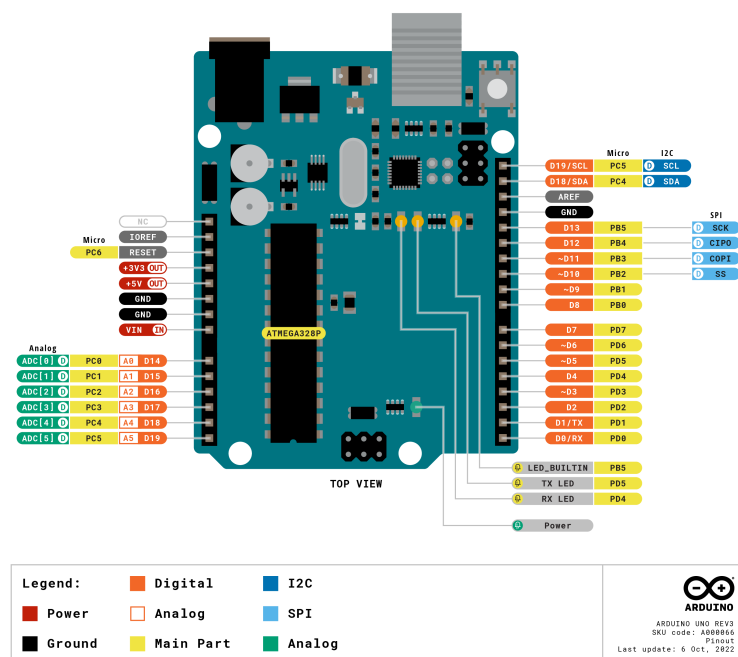 Micro I2C
D19/SCL PC5 D SCL
D18/SDA PC4 D SDA
AREF
GND
SPI
D13 PB5 D SCK
D12 PB4 D CIPO
~D11 PB3 D COPI
~D10 PB2 D SS
~D9 PB1
D8 PB0
D7 PD7
~D6 PD6
~D5 PD5
D4 PD4
~D3 PD3
D2 PD2
D1/TX PD1
D0/RX PD0
NC
IOREF
Micro
PC6 RESET
+3V3 OUT
+5V OUT
GND
GND
VIN IN
Analog
ADC[0] D PC0 A0 D14
ADC[1] D PC1 A1 D15
ADC[2] D PC2 A2 D16
ADC[3] D PC3 A3 D17
ADC[4] D PC4 A4 D18
ADC[5] D PC5 A5 D19
ATMEGA328P
LED_BUILTIN PB5
TX LED PD5
RX LED PD4
Power
TOP VIEW
Legend:
Power
Ground
Digital
Analog
Main Part
I2C
SPI
Analog
ARDUINO
ARDUINO UNO REV3
SKU code: A000066
Pinout
Last update: 6 Oct, 2022